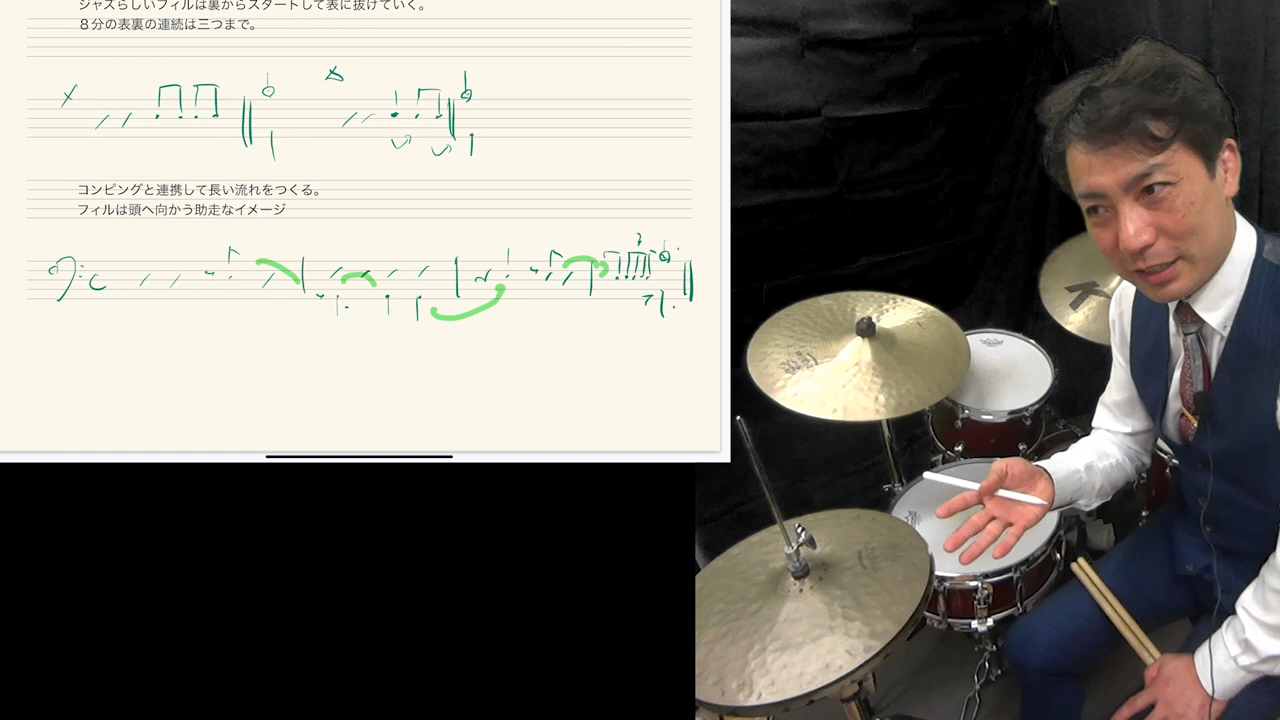 ジャズらしいフィルは裏からスタートして表に抜けていく。
８分の表裏の連続は三つまで。
コンピングと連携して長い流れをつくる。
フィルは頭へ向かう助走なイメージ